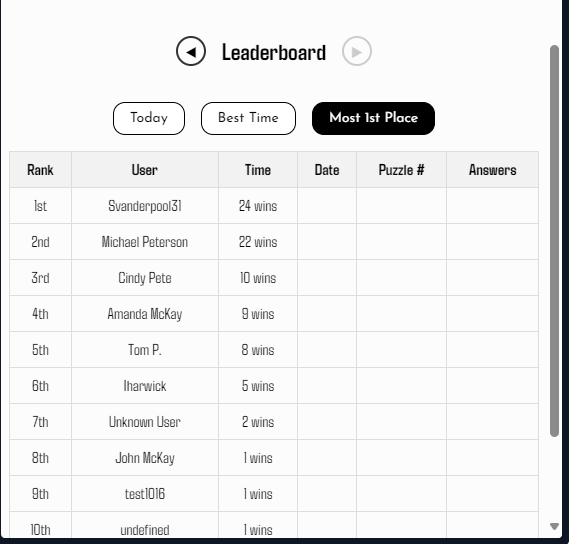 ◀ Leaderboard ▶
Today Best Time Most 1st Place
Rank User Time Date Puzzle # Answers
1st Svanderpool31 24 wins
2nd Michael Peterson 22 wins
3rd Cindy Pete 10 wins
4th Amanda McKay 9 wins
5th Tom P. 8 wins
6th lharwick 5 wins
7th Unknown User 2 wins
8th John McKay 1 wins
9th test1016 1 wins
10th undefined 1 wins